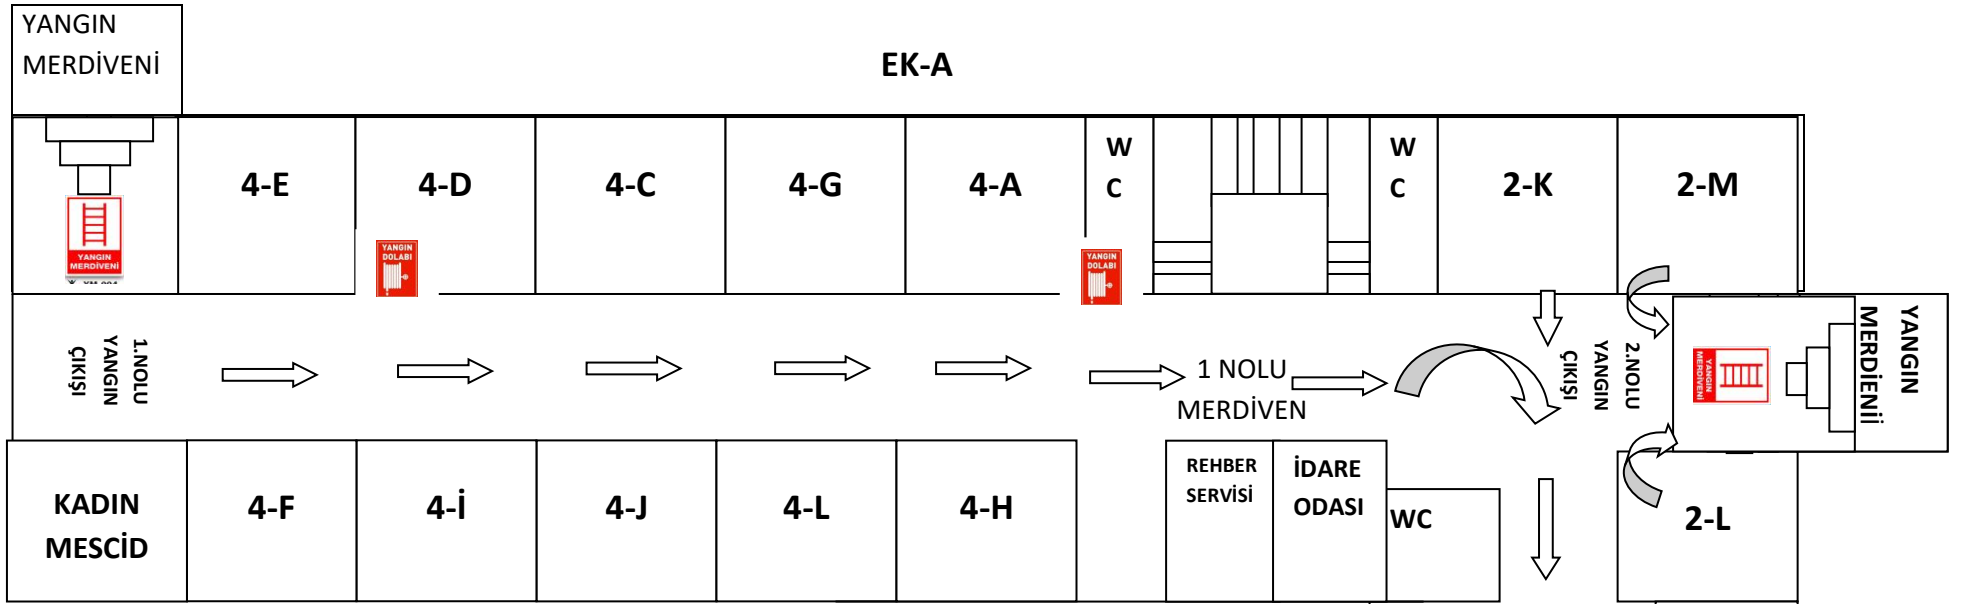 YANGIN
MERDİVENİ
EK-A
4-E
4-D
4-C
4-G
4-A
W
C
W
C
2-K
2-M
YANGIN
MERDİVENİ
YANGIN
DOLABI
YANGIN
DOLABI
1.NOLU
YANGIN
ÇIKIŞI
1 NOLU
MERDİVEN
2.NOLU
YANGIN
ÇIKIŞI
YANGIN
MERDİVENİ
YANGIN
MERDİENİİ
KADIN
MESCİD
4-F
4-İ
4-J
4-L
4-H
REHBER
SERVİSİ
İDARE
ODASI
WC
2-L